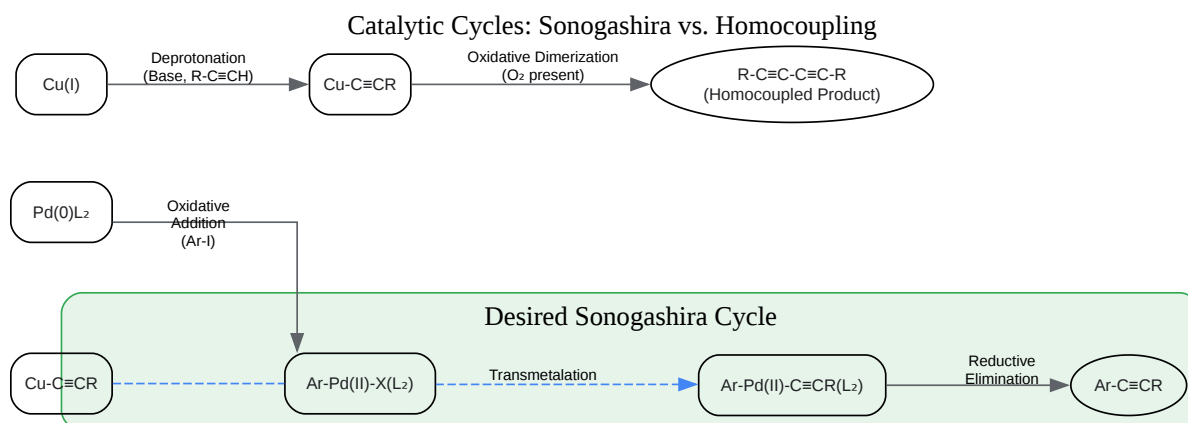 Catalytic Cycles: Sonogashira vs. Homocoupling
Cu(I)
Deprotonation
(Base, R-C≡CH)
Cu-C≡CR
Oxidative Dimerization
(O₂ present)
R-C≡C-C≡C-R
(Homocoupled Product)
Pd(0)L₂
Oxidative
Addition
(Ar-I)
Desired Sonogashira Cycle
Cu-C≡CR
Ar-Pd(II)-X(L₂)
Transmetalation
Ar-Pd(II)-C≡CR(L₂)
Reductive
Elimination
Ar-C≡CR